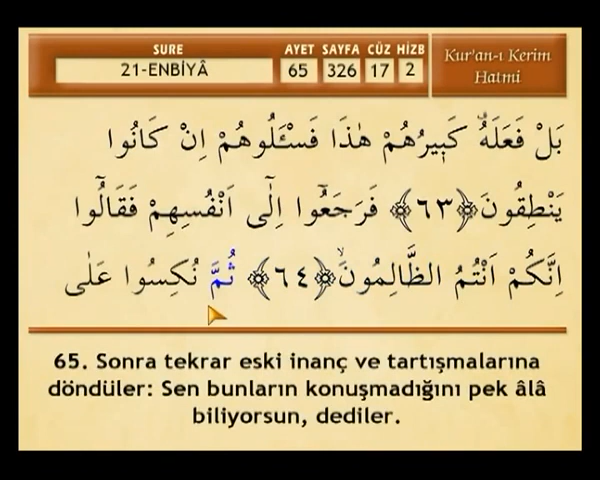 SURE AYET SAYFA CÜZ HİZB
21-ENBİYÂ 65 326 17 2
Kur'an-ı Kerim
Hatmi
بَلْ فَعَلَهُۗ كَب۪يرُهُمْ هٰذَا فَسْـَٔلُوهُمْ اِنْ كَانُوا
يَنْطِقُونَ ﴿٦٣﴾ فَرَجَعُٓوا اِلٰٓى اَنْفُسِهِمْ فَقَالُٓوا
اِنَّكُمْ اَنْتُمُ الظَّالِمُونَۙ ﴿٦٤﴾ ثُمَّ نُكِسُوا عَلٰى
65. Sonra tekrar eski inanç ve tartışmalarına
döndüler: Sen bunların konuşmadığını pek âlâ
biliyorsun, dediler.